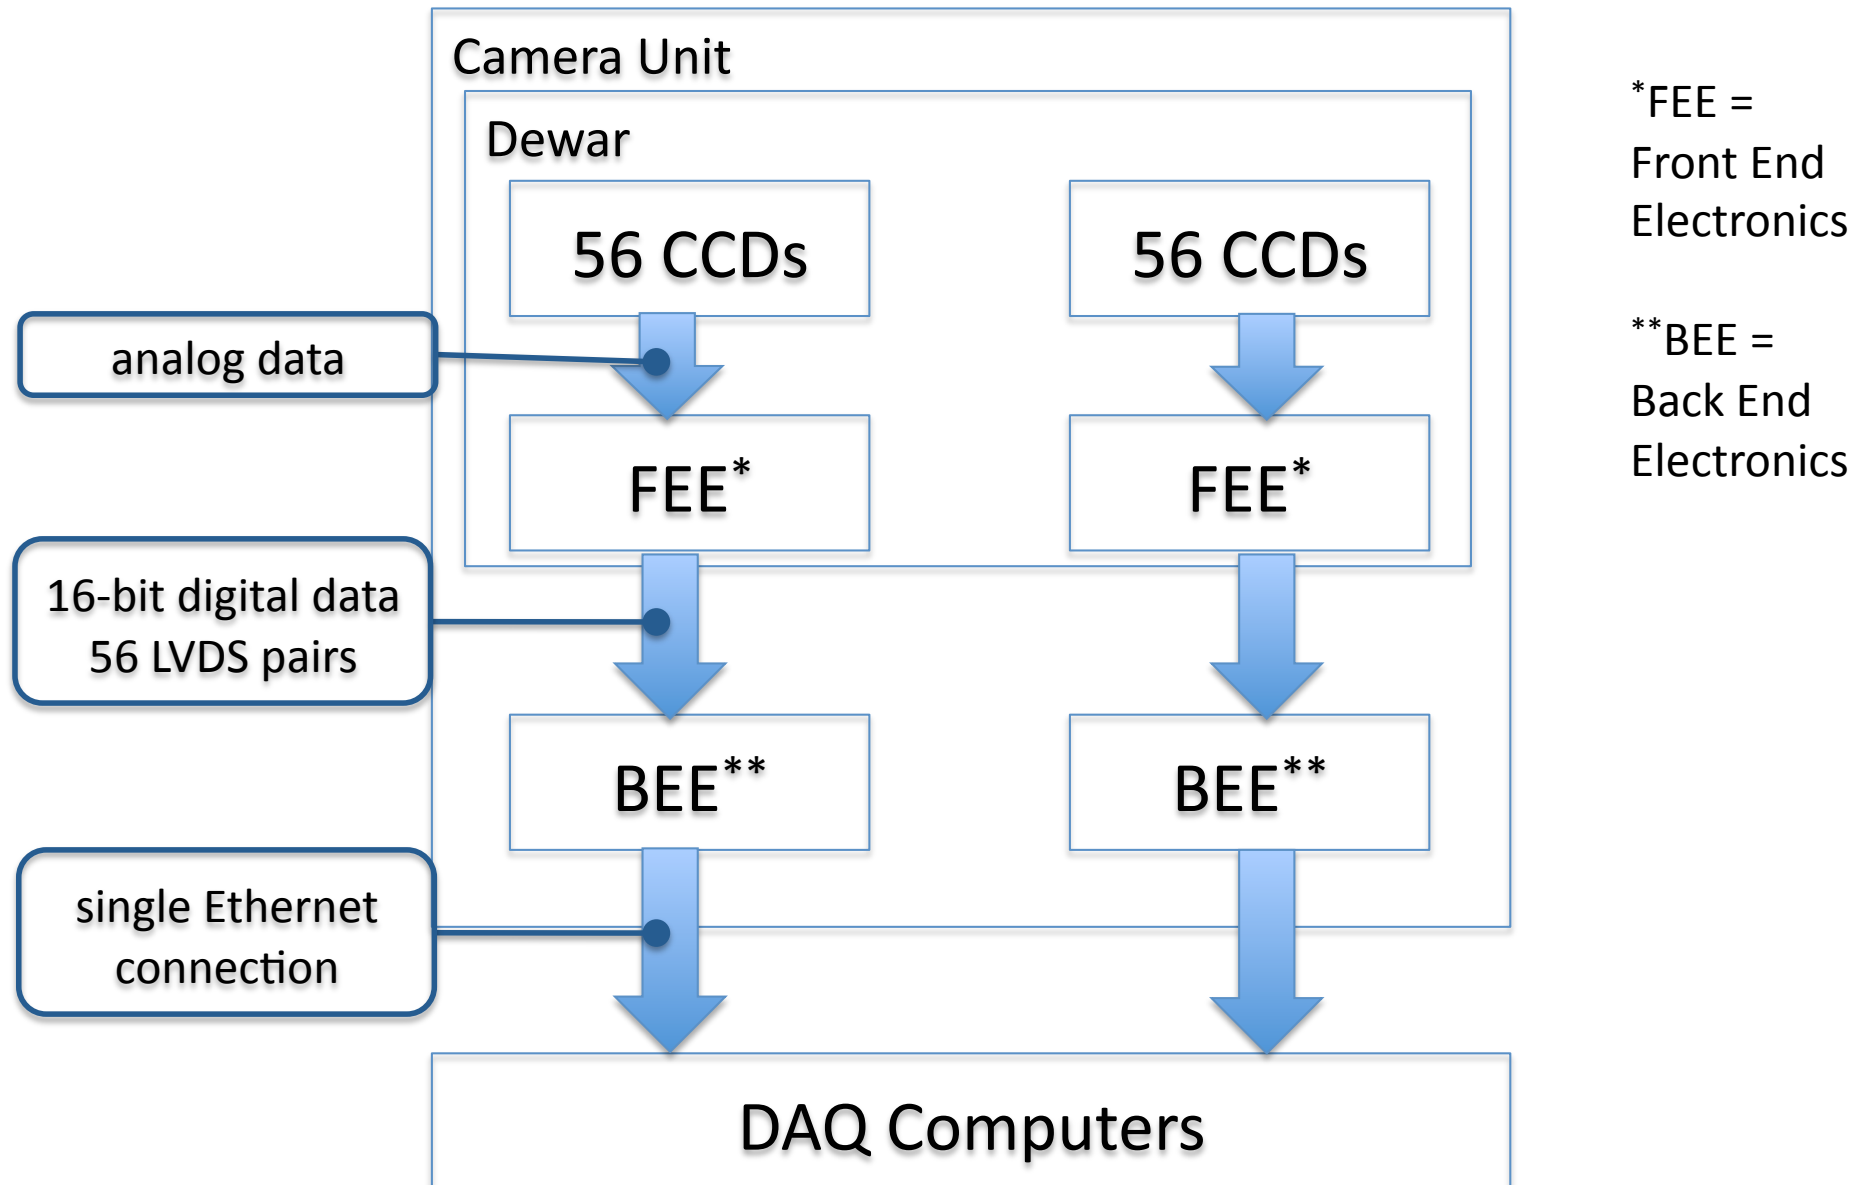 Camera Unit
Dewar
56 CCDs
56 CCDs
analog data
FEE*
FEE*
16-bit digital data
56 LVDS pairs
BEE**
BEE**
single Ethernet
connection
DAQ Computers
*FEE =
Front End
Electronics
**BEE =
Back End
Electronics